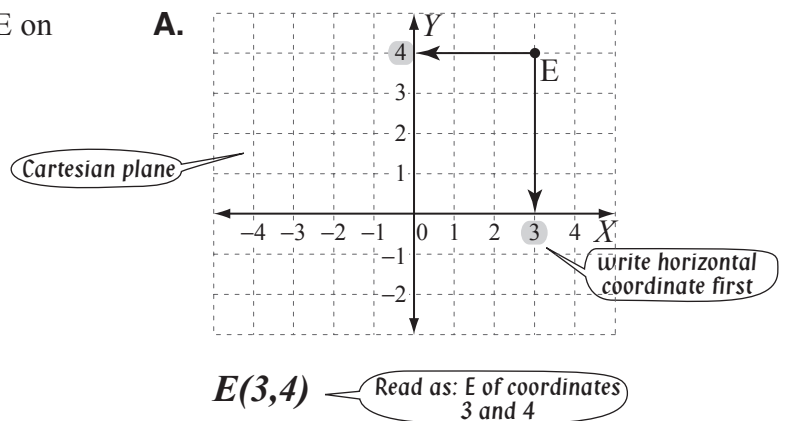 E on
A.
Y
4
E
3
2
Cartesian plane
1
–4 –3 –2 –1 0 1 2 3 4 X
–1
write horizontal
coordinate first
–2
E(3,4)
Read as: E of coordinates
3 and 4